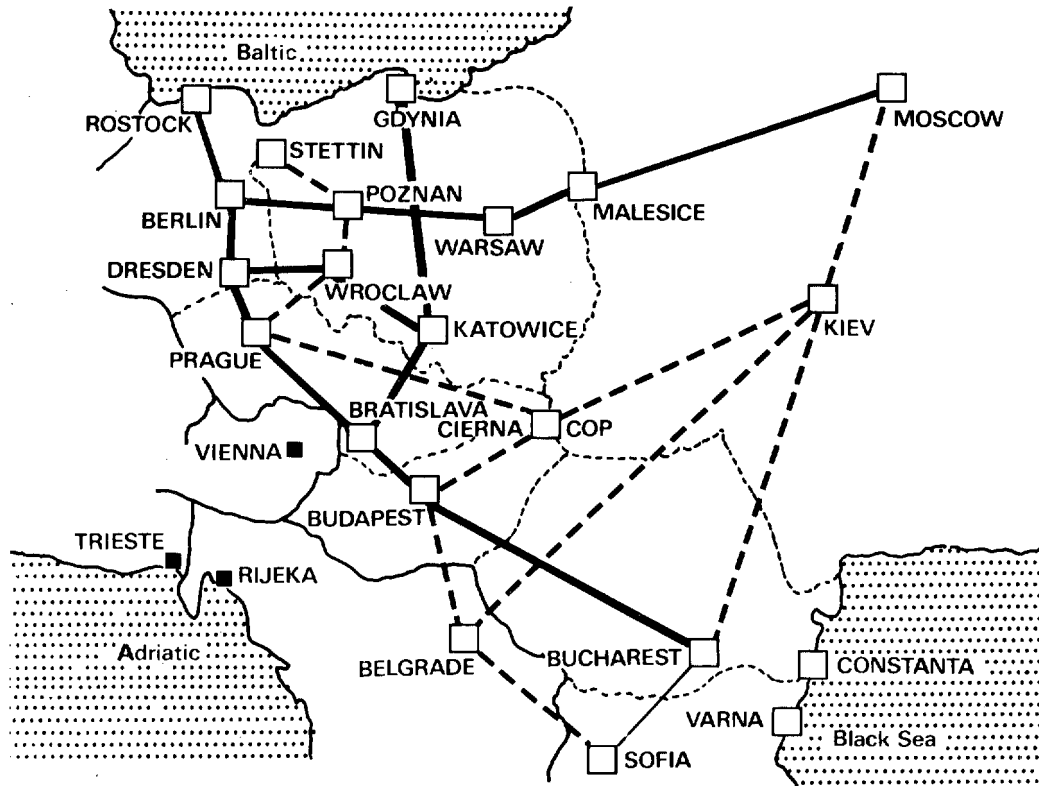 Baltic
ROSTOCK
GDYNIA
MOSCOW
STETTIN
POZNAN
BERLIN
MALESICE
WARSAW
DRESDEN
WROCLAW
KATOWICE
KIEV
PRAGUE
BRATISLAVA
CIERNA
COP
VIENNA
BUDAPEST
TRIESTE
RIJEKA
Adriatic
BELGRADE
BUCHAREST
CONSTANTA
VARNA
Black Sea
SOFIA